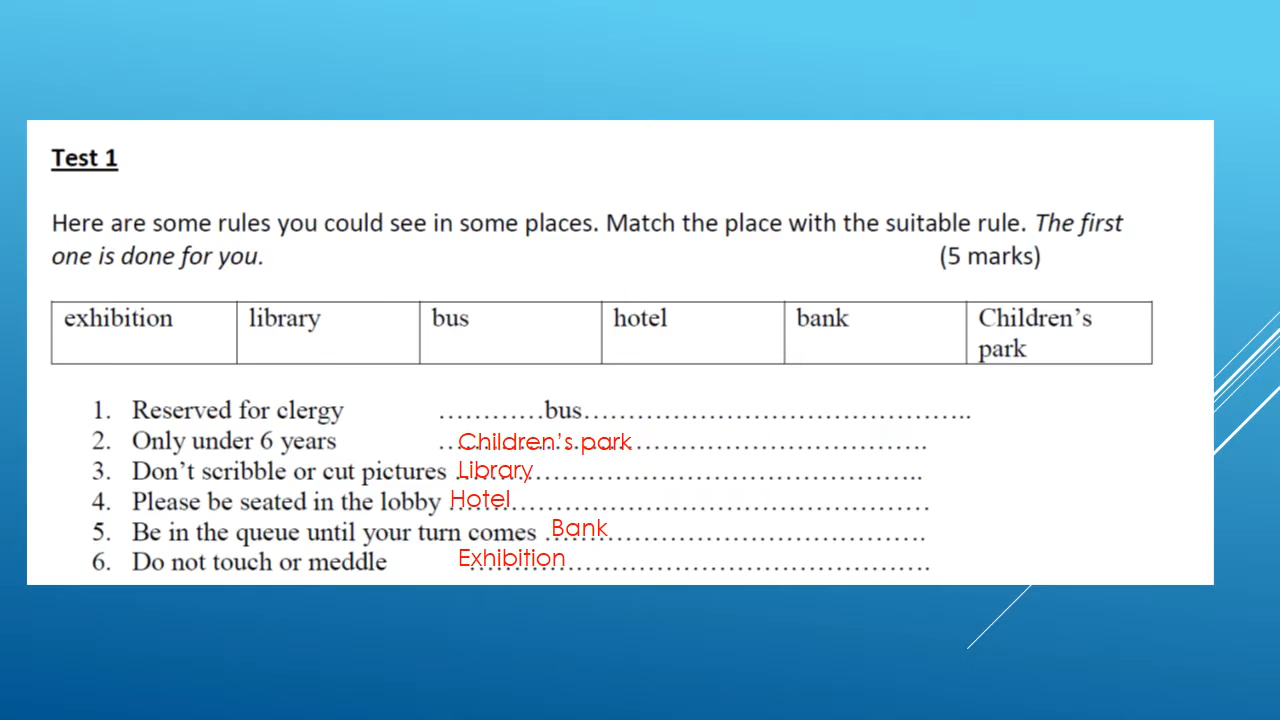 Test 1
Here are some rules you could see in some places. Match the place with the suitable rule. The first
one is done for you. (5 marks)
exhibition library bus hotel bank Children's
park
1. Reserved for clergy …………bus…………………………………………..
2. Only under 6 years …Children's park……………………………….
3. Don't scribble or cut pictures Library…………………………………………..
4. Please be seated in the lobby Hotel………………………………………………
5. Be in the queue until your turn comes Bank………………………………….
6. Do not touch or meddle Exhibition……………………………………….